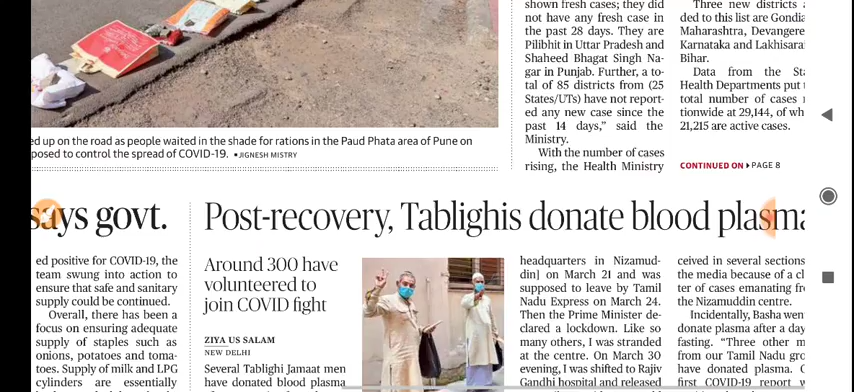 ed up on the road as people waited in the shade for rations in the Paud Phata area of Pune on
posed to control the spread of COVID-19. • JIGNESH MISTRY
shown fresh cases; they did
not have any fresh case in
the past 28 days. They are
Pilibhit in Uttar Pradesh and
Shaheed Bhagat Singh Na-
gar in Punjab. Further, a to-
tal of 85 districts from (25
States/UTs) have not report-
ed any new case since the
past 14 days,” said the
Ministry.
With the number of cases
rising, the Health Ministry
Three new districts
ded to this list are Gondia
Maharashtra, Devangere
Karnataka and Lakhisarai
Bihar.
Data from the Sta
Health Departments put
total number of cases
tionwide at 29,144, of wh
21,215 are active cases.
CONTINUED ON ▸ PAGE 8
says govt.
ed positive for COVID-19, the
team swung into action to
ensure that safe and sanitary
supply could be continued.
Overall, there has been a
focus on ensuring adequate
supply of staples such as
onions, potatoes and toma-
toes. Supply of milk and LPG
cylinders are essentially
Post-recovery, Tablighis donate blood plasma
Around 300 have
volunteered to
join COVID fight
ZIYA US SALAM
NEW DELHI
Several Tablighi Jamaat men
have donated blood plasma
headquarters in Nizamud-
din] on March 21 and was
supposed to leave by Tamil
Nadu Express on March 24.
Then the Prime Minister de-
clared a lockdown. Like so
many others, I was stranded
at the centre. On March 30
evening, I was shifted to Rajiv
Gandhi hospital and released
ceived in several sections
the media because of a cl
ter of cases emanating fr
the Nizamuddin centre.
Incidentally, Basha wen
donate plasma after a day
fasting. “Three other m
from our Tamil Nadu gro
have donated plasma.
first COVID-19 report